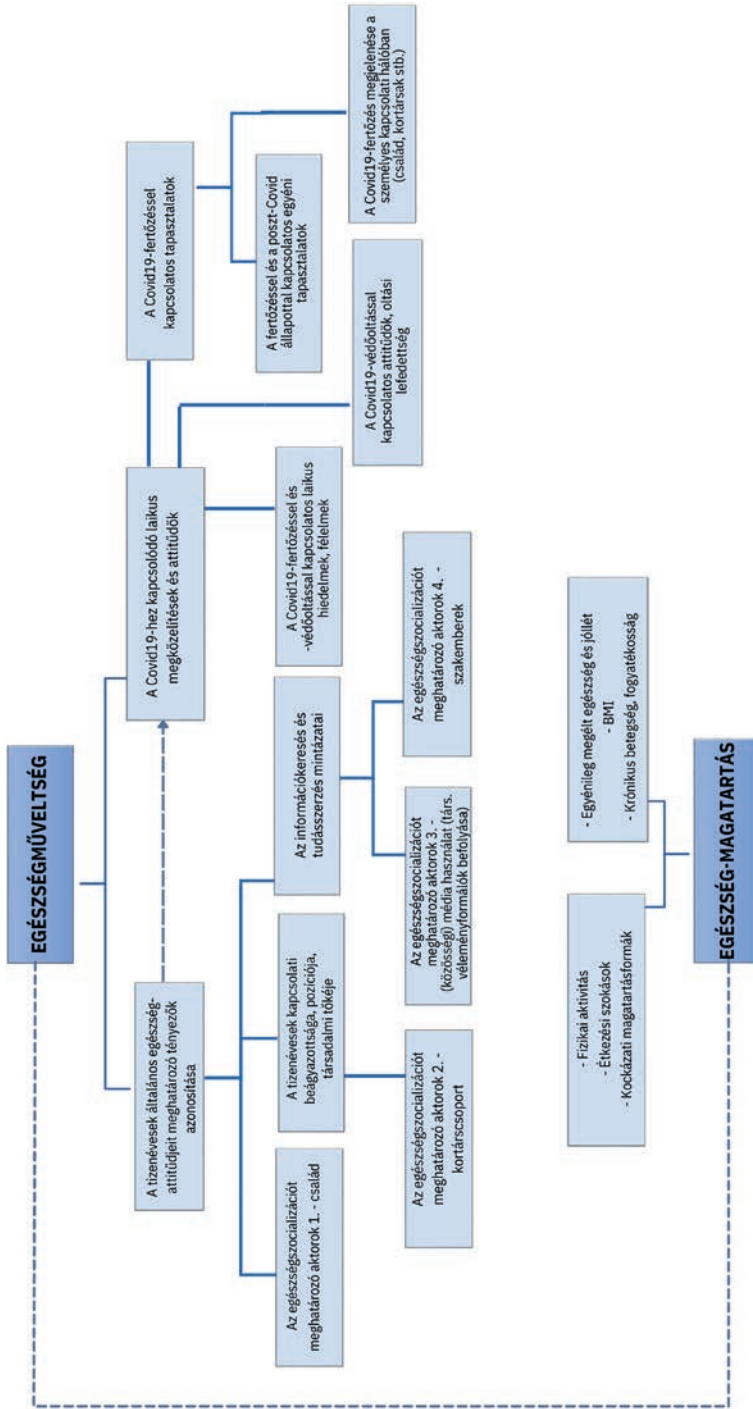 EGÉSZSÉGMŰVELTSÉG
A tizenévesek általános egészség-
attitűdjeit meghatározó tényezők
azonosítása
A Covid19-hez kapcsolódó laikus
megközelítések és attitűdök
A Covid19-fertőzéssel
kapcsolatos tapasztalatok
Az egészségszocializációt
meghatározó aktorok 1. - család
A tizenévesek kapcsolati
beágyazottsága, pozíciója,
társadalmi tőkéje
Az információkeresés és
tudásszerzés mintázatai
A Covid19-fertőzéssel és
-védőoltással kapcsolatos laikus
hiedelmek, félelmek
A fertőzéssel és a poszt-Covid
állapottal kapcsolatos egyéni
tapasztalatok
Az egészségszocializációt
meghatározó aktorok 2. -
kortárscsoport
Az egészségszocializációt
meghatározó aktorok 3. -
(közösségi) média használat (társ.
véleményformálók befolyása)
Az egészségszocializációt
meghatározó aktorok 4. -
szakemberek
A Covid19-védőoltással
kapcsolatos attitűdök, oltási
lefedettség
A Covid19-fertőzés megjelenése a
személyes kapcsolati hálóban
(család, kortársak stb.)
- Fizikai aktivitás
- Étkezési szokások
- Kockázati magatartásformák
- Egyénileg megélt egészség és jóllét
- BMI
- Krónikus betegség, fogyatékosság
EGÉSZSÉG-MAGATARTÁS